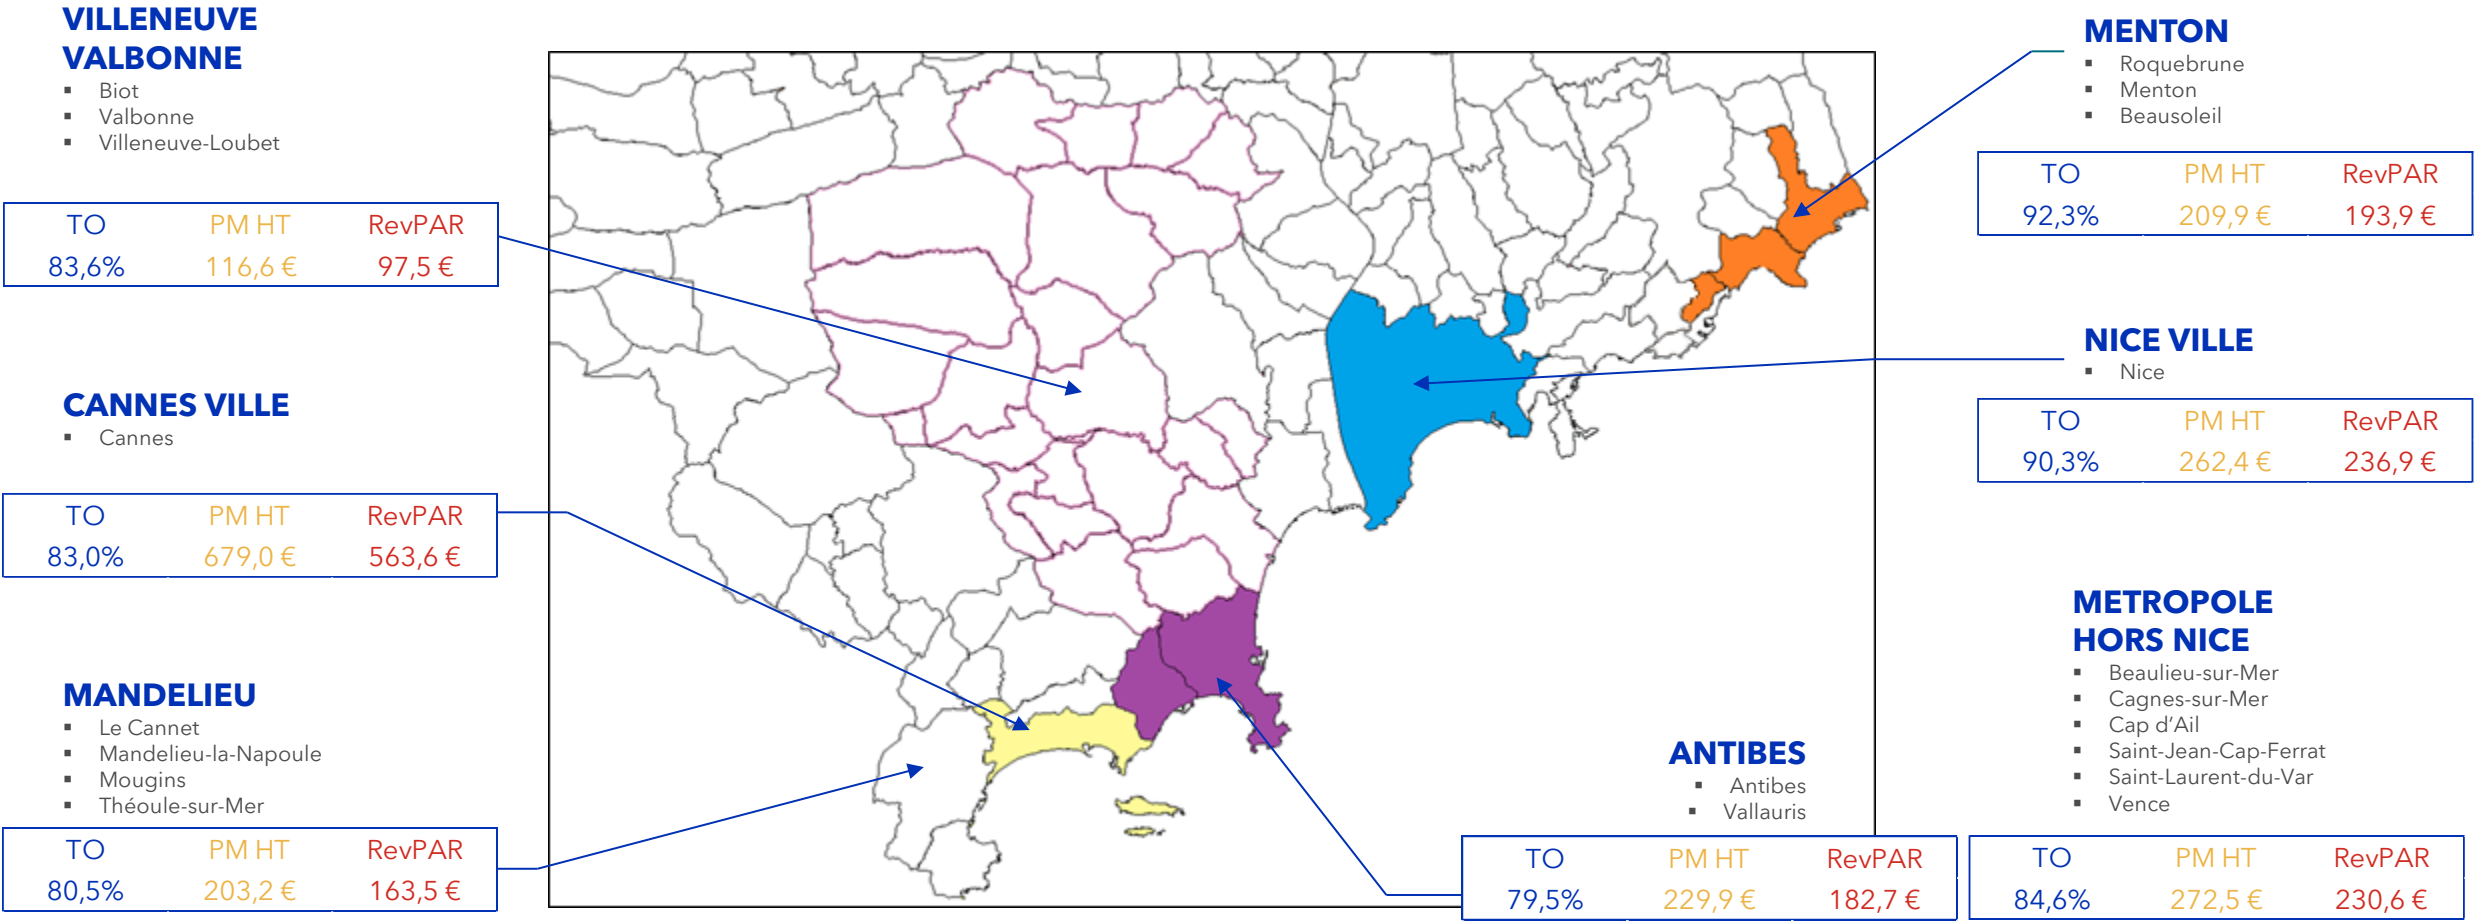 VILLENEUVE
VALBONNE
▪ Biot
▪ Valbonne
▪ Villeneuve-Loubet
TO PM HT RevPAR
83,6% 116,6 € 97,5 €
CANNES VILLE
▪ Cannes
TO PM HT RevPAR
83,0% 679,0 € 563,6 €
MANDELIEU
▪ Le Cannet
▪ Mandelieu-la-Napoule
▪ Mougins
▪ Théoule-sur-Mer
TO PM HT RevPAR
80,5% 203,2 € 163,5 €
MENTON
▪ Roquebrune
▪ Menton
▪ Beausoleil
TO PM HT RevPAR
92,3% 209,9 € 193,9 €
NICE VILLE
▪ Nice
TO PM HT RevPAR
90,3% 262,4 € 236,9 €
ANTIBES
▪ Antibes
▪ Vallauris
TO PM HT RevPAR
79,5% 229,9 € 182,7 €
METROPOLE
HORS NICE
▪ Beaulieu-sur-Mer
▪ Cagnes-sur-Mer
▪ Cap d’Ail
▪ Saint-Jean-Cap-Ferrat
▪ Saint-Laurent-du-Var
▪ Vence
TO PM HT RevPAR
84,6% 272,5 € 230,6 €